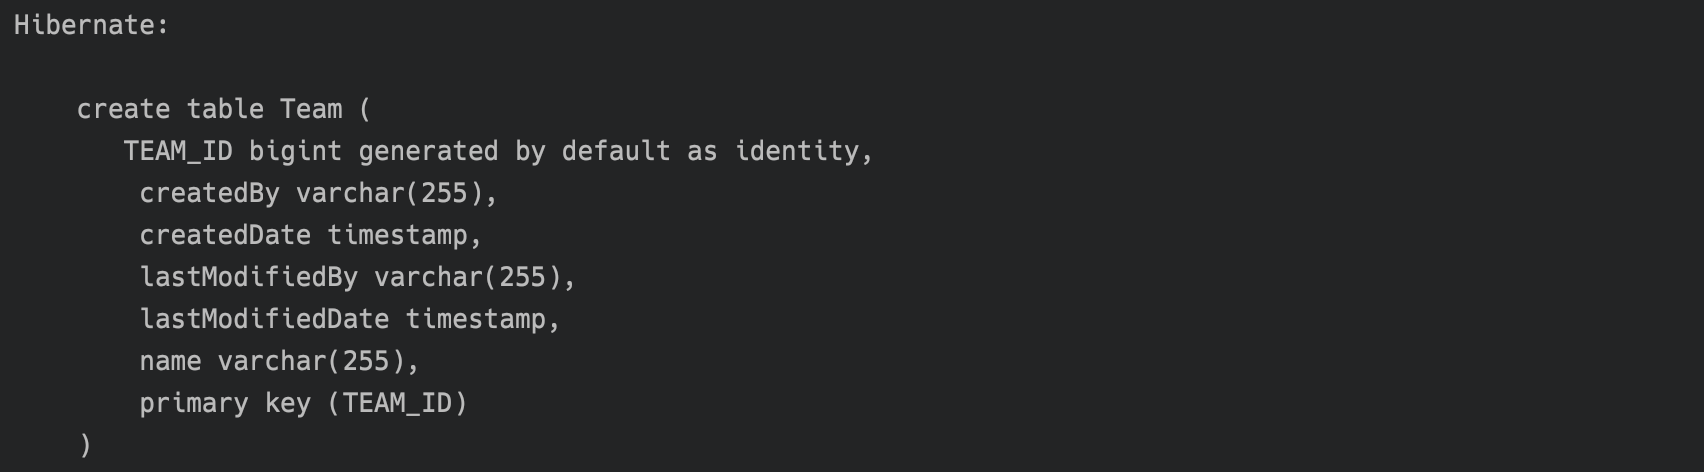 Hibernate:
create table Team (
TEAM_ID bigint generated by default as identity,
createdBy varchar(255),
createdDate timestamp,
lastModifiedBy varchar(255),
lastModifiedDate timestamp,
name varchar(255),
primary key (TEAM_ID)
)